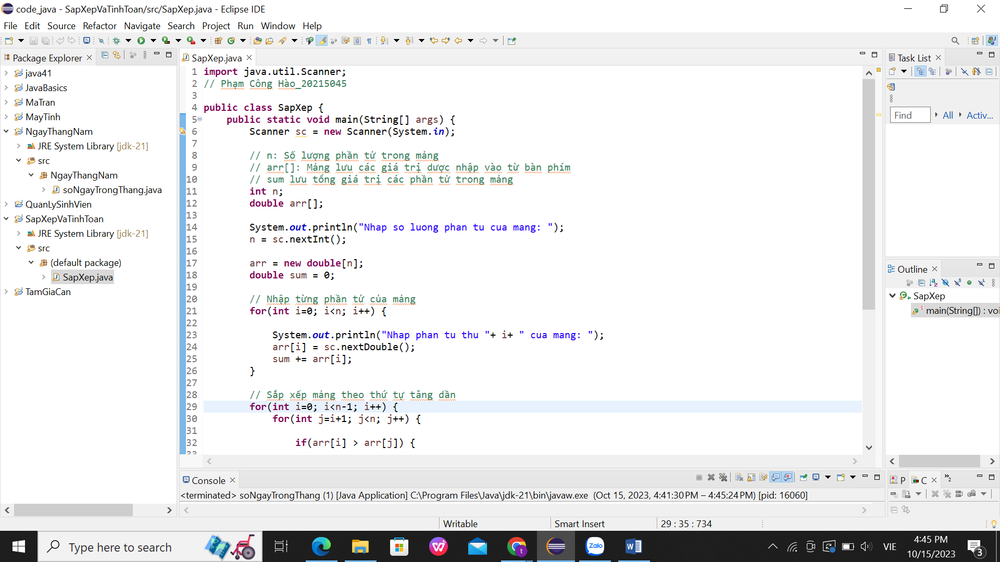 code_java - SapXepVaTinhToan/src/SapXep.java - Eclipse IDE
File Edit Source Refactor Navigate Search Project Run Window Help
Package Explorer
java41
JavaBasics
MaTran
MayTinh
NgayThangNam
JRE System Library [jdk-21]
src
NgayThangNam
soNgayTrongThang.java
QuanLySinhVien
SapXepVaTinhToan
JRE System Library [jdk-21]
src
(default package)
SapXep.java
TamGiaCan
SapXep.java
1 import java.util.Scanner;
2 // Phạm Công Hào_20215045
3
4 public class SapXep {
5 public static void main(String[] args) {
6 Scanner sc = new Scanner(System.in);
7
8 // n: Số lượng phần tử trong mảng
9 // arr[]: Mảng lưu các giá trị được nhập vào từ bàn phím
10 // sum lưu tổng giá trị các phần tử trong mảng
11 int n;
12 double arr[];
13
14 System.out.println("Nhap so luong phan tu cua mang: ");
15 n = sc.nextInt();
16
17 arr = new double[n];
18 double sum = 0;
19
20 // Nhập từng phần tử của mảng
21 for(int i=0; i<n; i++) {
22
23 System.out.println("Nhap phan tu thu "+ i+ " cua mang: ");
24 arr[i] = sc.nextDouble();
25 sum += arr[i];
26 }
27
28 // Sắp xếp mảng theo thứ tự tăng dần
29 for(int i=0; i<n-1; i++) {
30 for(int j=i+1; j<n; j++) {
31
32 if(arr[i] > arr[j]) {
33
Task List
Find All Activ...
Outline
SapXep
main(String[]) : voi
Console
<terminated> soNgayTrongThang (1) [Java Application] C:\Program Files\Java\jdk-21\bin\javaw.exe (Oct 15, 2023, 4:41:30 PM – 4:45:24 PM) [pid: 16060]
P C »2
Writable Smart Insert 29 : 35 : 734
Type here to search
Zalo
VIE
4:45 PM
10/15/2023
3